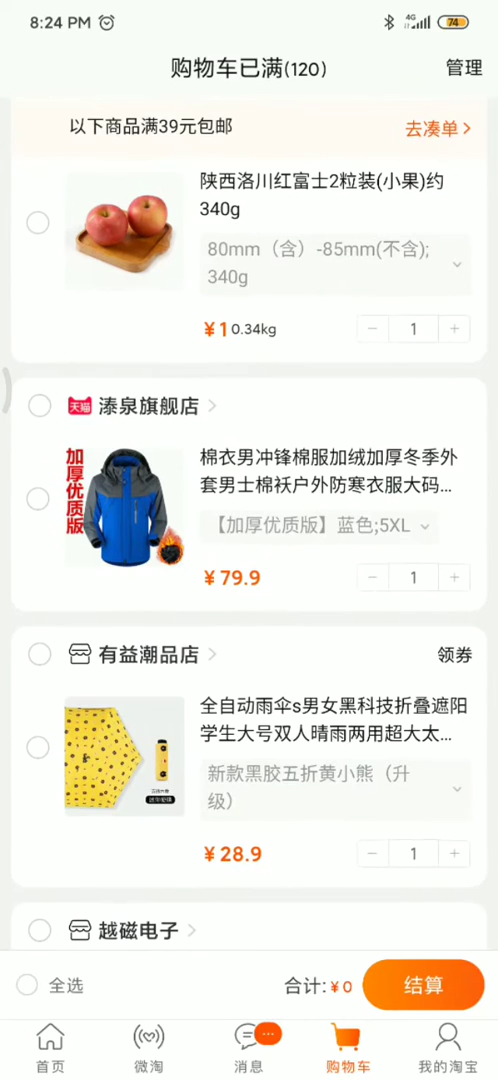 8:24 PM
4G
74
购物车已满(120)
管理
以下商品满39元包邮
去凑单
陕西洛川红富士2粒装(小果)约
340g
80mm（含）-85mm(不含);
340g
￥1 0.34kg
1
天猫
溱泉旗舰店
加厚优质版
棉衣男冲锋棉服加绒加厚冬季外
套男士棉袄户外防寒衣服大码...
【加厚优质版】蓝色;5XL
￥79.9
1
有益潮品店
领券
全自动雨伞s男女黑科技折叠遮阳
学生大号双人晴雨两用超大太...
新款黑胶五折黄小熊（升
级）
￥28.9
1
越磁电子
全选
合计:￥0
结算
首页
微淘
消息
购物车
我的淘宝